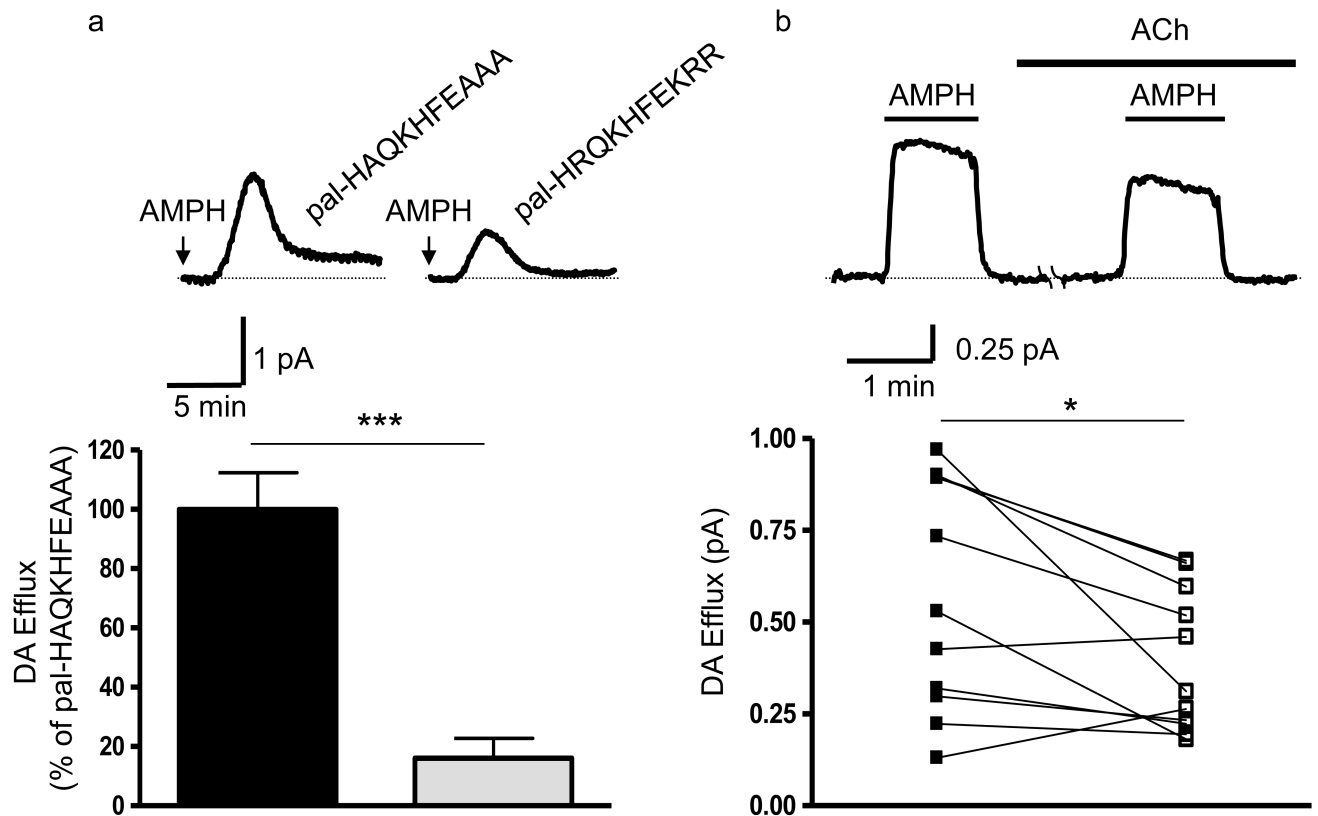 a
AMPH
pal-HAQKHFEAAA
AMPH
pal-HRQKHFEKRR
1 pA
5 min
***
DA Efflux
(% of pal-HAQKHFEAAA)
120
100
80
60
40
20
0
b
ACh
AMPH
AMPH
0.25 pA
1 min
*
DA Efflux (pA)
1.00
0.75
0.50
0.25
0.00